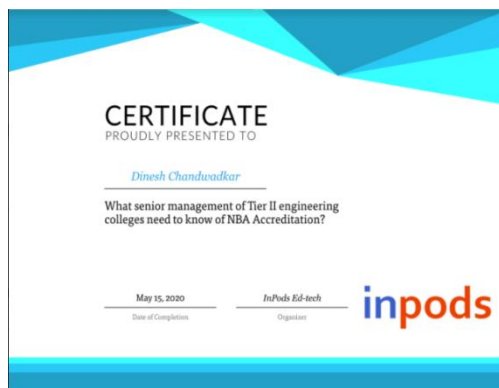 CERTIFICATE
PROUDLY PRESENTED TO
Dinesh Chandwadkar
What senior management of Tier II engineering
colleges need to know of NBA Accreditation?
May 15, 2020
InPods Ed-tech
Date of Completion
Organizer
inpods